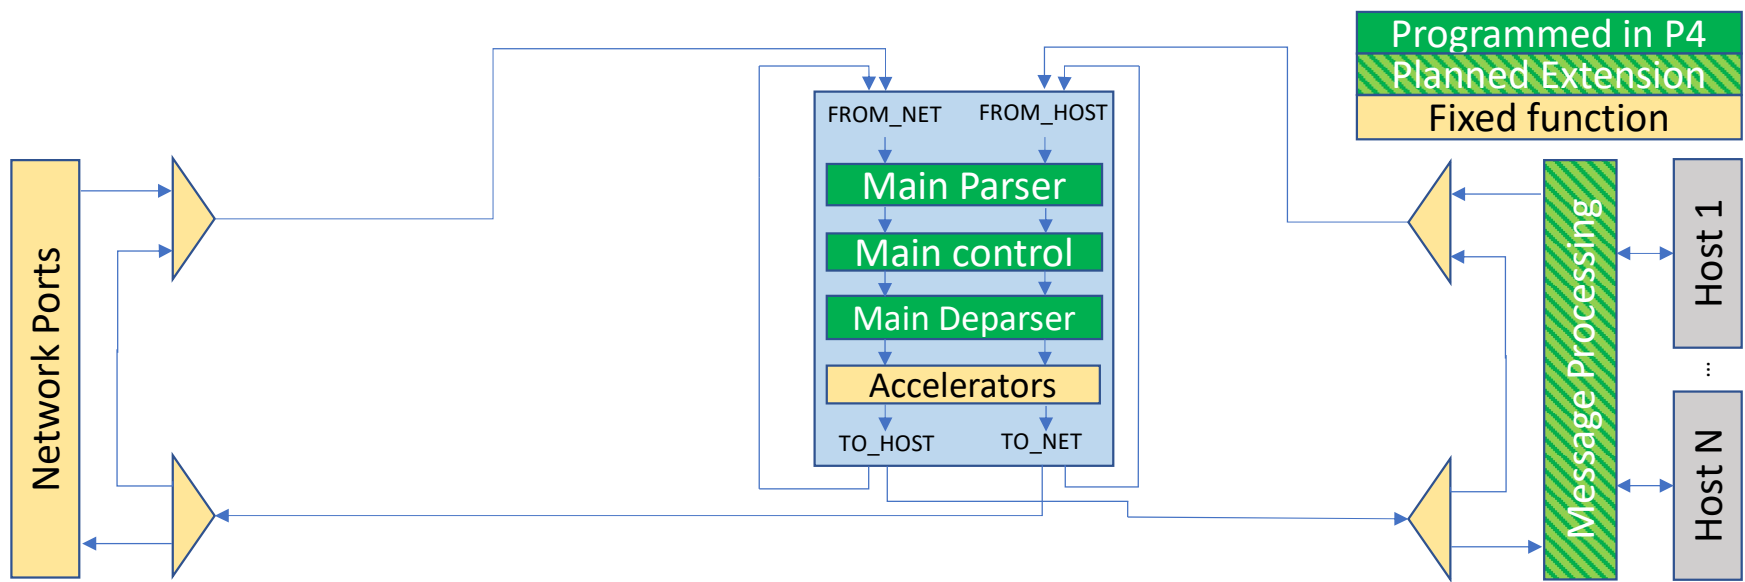 Programmed in P4
Planned Extension
Fixed function
FROM_NET
FROM_HOST
Main Parser
Main control
Main Deparser
Accelerators
TO_HOST
TO_NET
Network Ports
Message Processing
Host 1
...
Host N